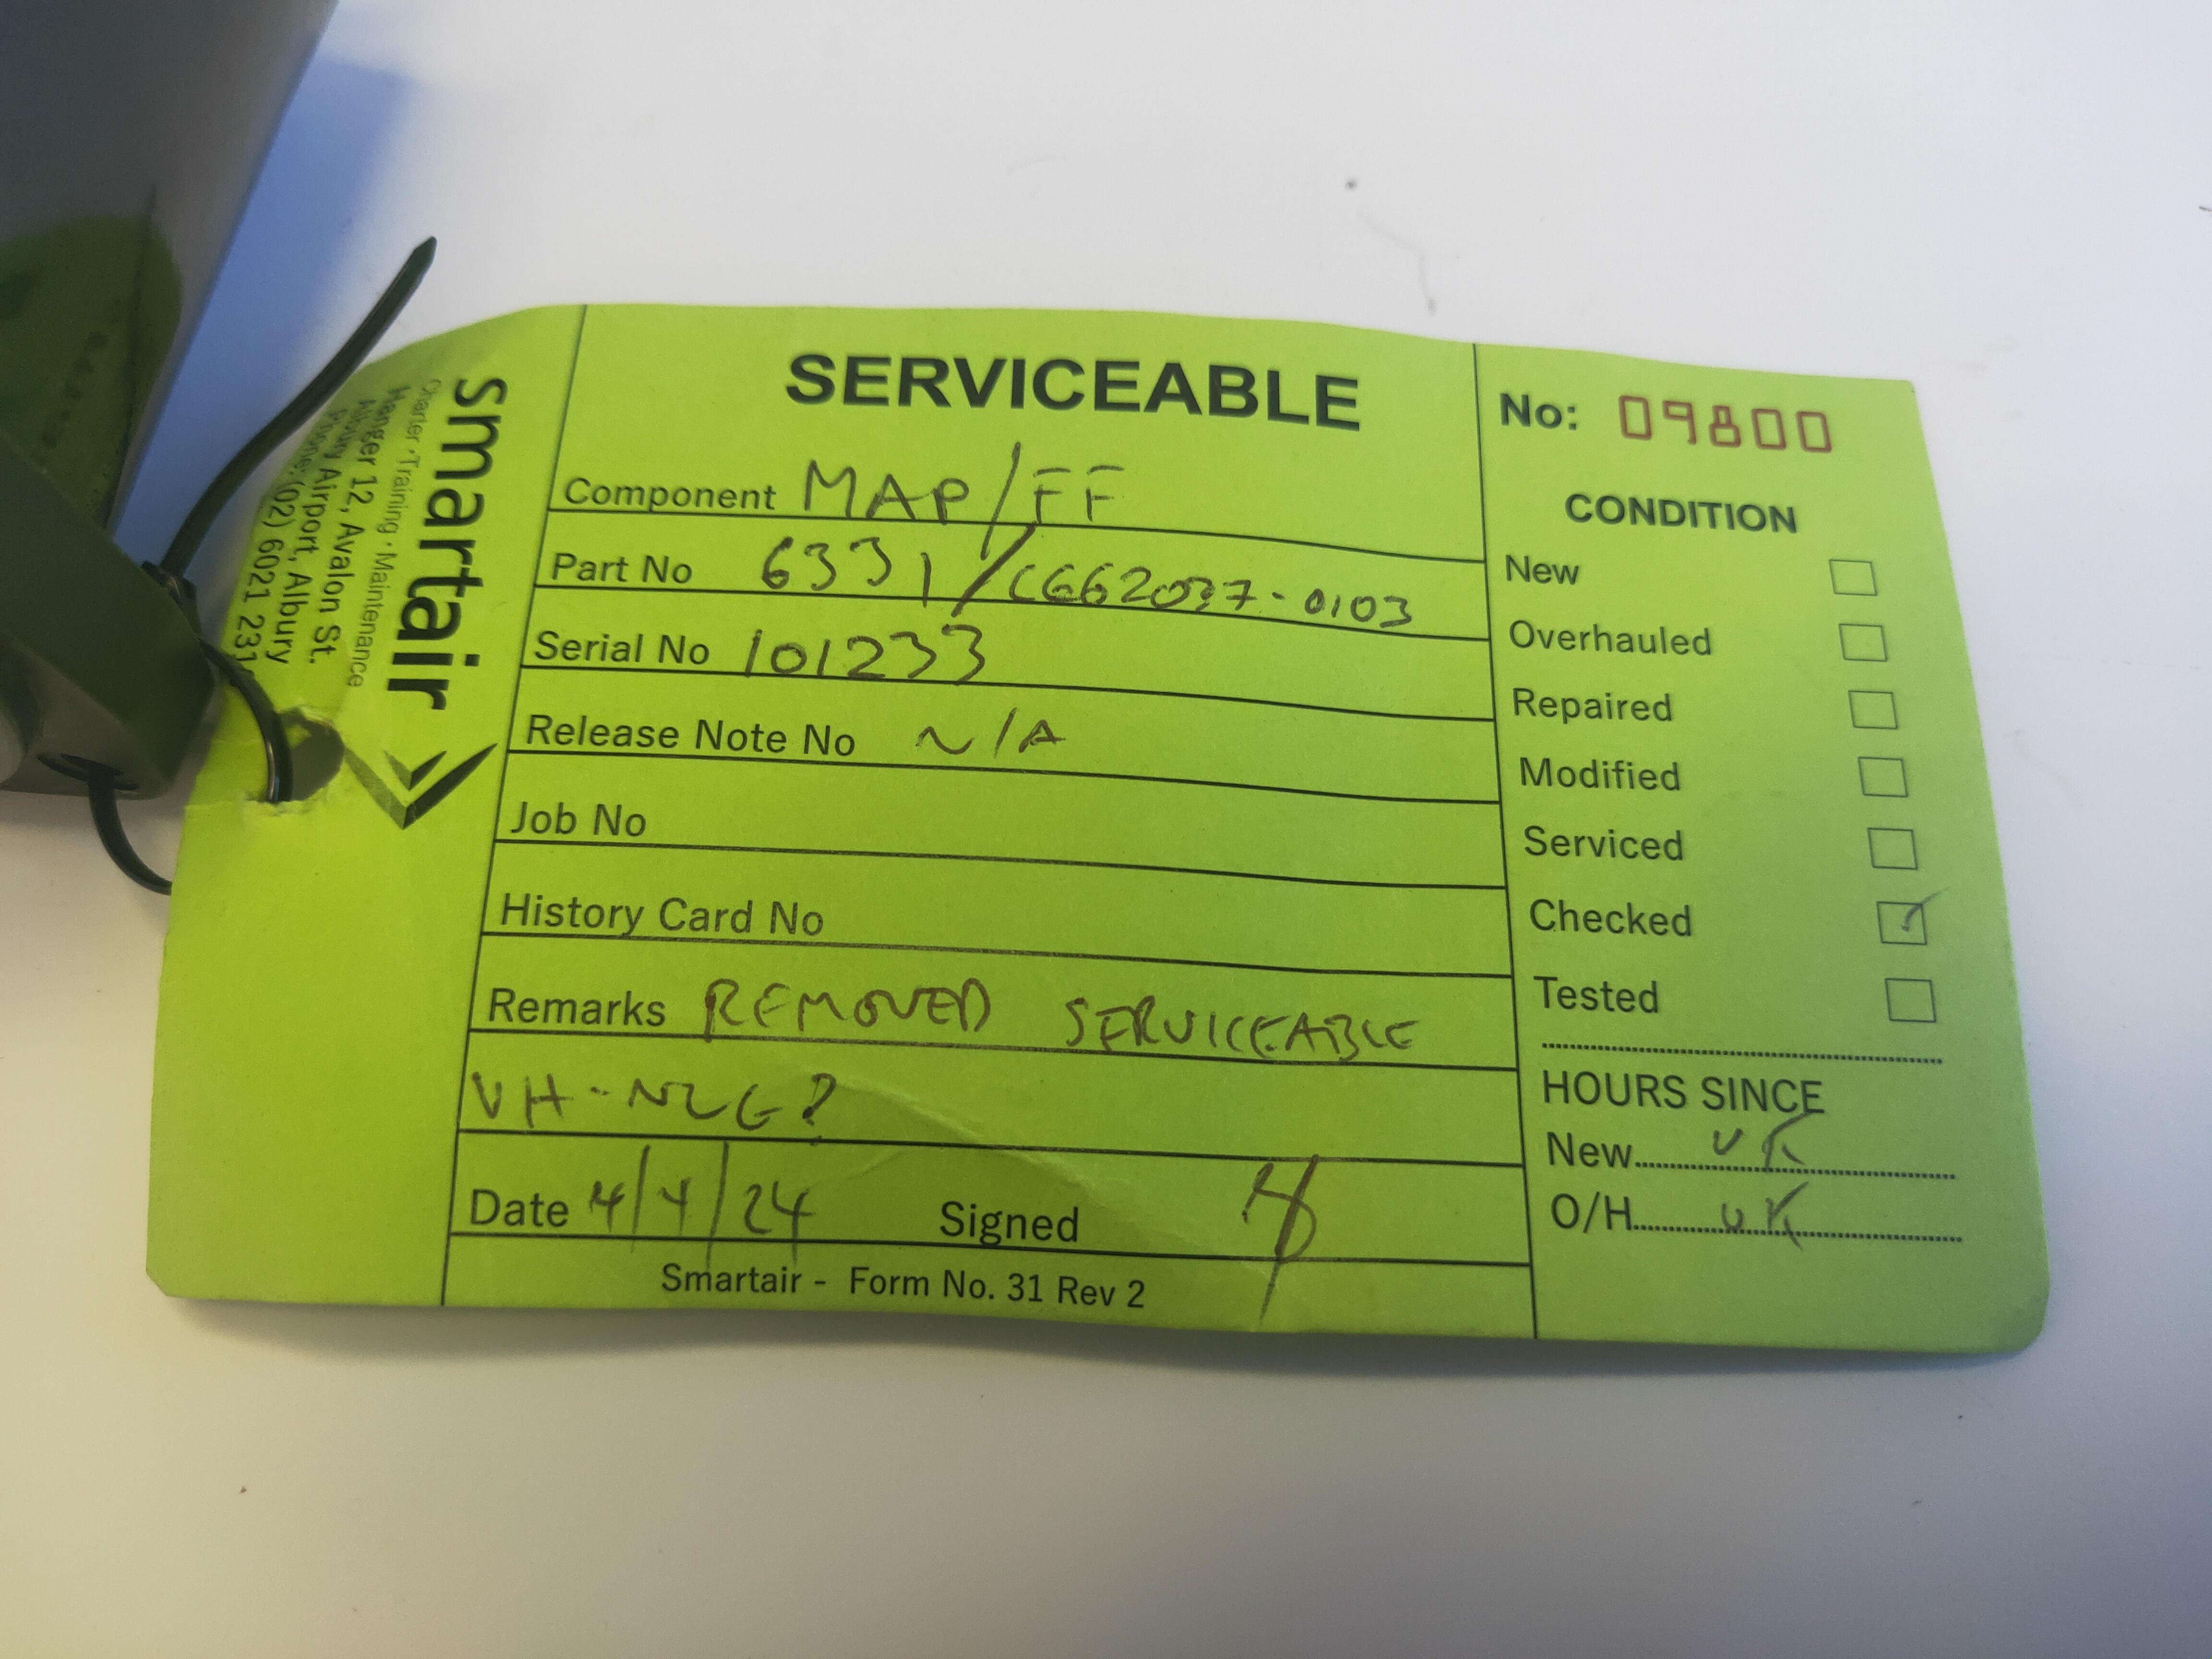 smartair
Charter • Training • Maintenance
Hanger 12, Avalon St.
Albury Airport, Albury
Phone: (02) 6021 231
SERVICEABLE
Component MAP/FF
Part No 6331/C662037-0103
Serial No 101233
Release Note No N/A
Job No
History Card No
Remarks REMOVED SERVICEABLE
VH-NLG?
Date 4/4/24 Signed
Smartair - Form No. 31 Rev 2
No: 09800
CONDITION
New
Overhauled
Repaired
Modified
Serviced
Checked
Tested
HOURS SINCE
New UK
O/H UK